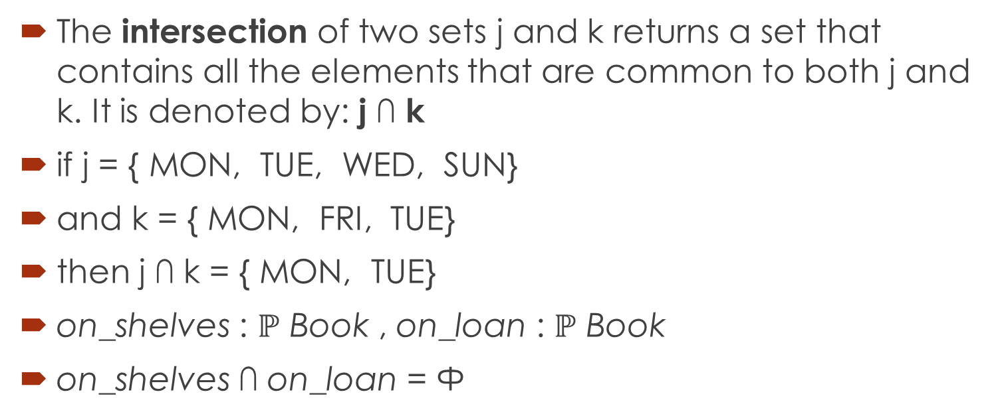 The intersection of two sets j and k returns a set that
contains all the elements that are common to both j and
k. It is denoted by: j ∩ k
if j = { MON, TUE, WED, SUN}
and k = { MON, FRI, TUE}
then j ∩ k = { MON, TUE}
on_shelves : ℙ Book , on_loan : ℙ Book
on_shelves ∩ on_loan = Φ